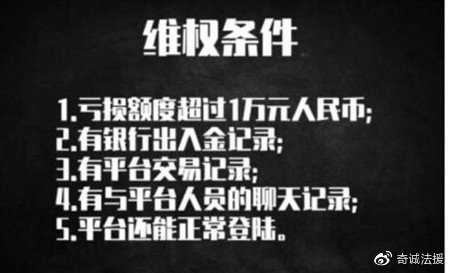 维权条件
1.亏损额度超过1万元人民币;
2.有银行出入金记录;
3.有平台交易记录;
4.有与平台人员的聊天记录;
5.平台还能正常登陆。
奇诚法援